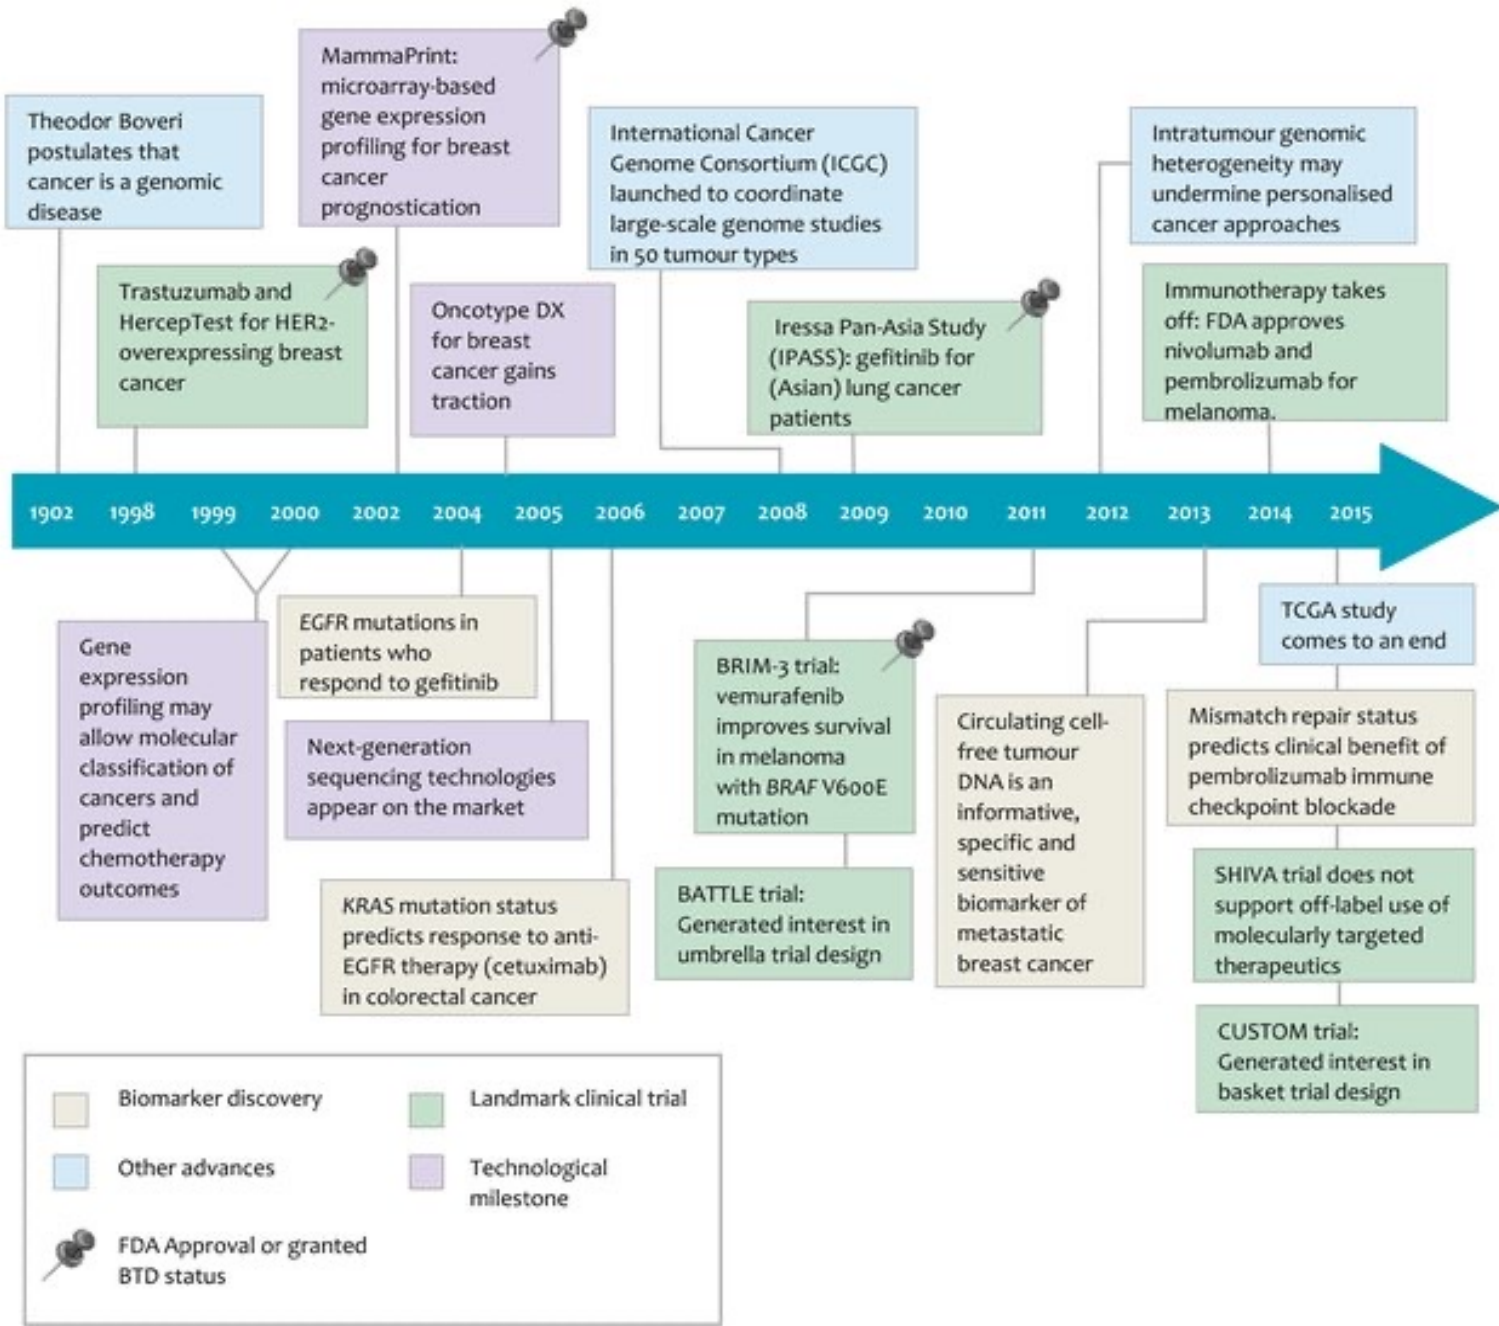 MammaPrint:
microarray-based
gene expression
profiling for breast
cancer
prognostication
Theodor Boveri
postulates that
cancer is a genomic
disease
International Cancer
Genome Consortium (ICGC)
launched to coordinate
large-scale genome studies
in 50 tumour types
Intratumour genomic
heterogeneity may
undermine personalised
cancer approaches
Trastuzumab and
HercepTest for HER2-
overexpressing breast
cancer
Oncotype DX
for breast
cancer gains
traction
Iressa Pan-Asia Study
(IPASS): gefitinib for
(Asian) lung cancer
patients
Immunotherapy takes
off: FDA approves
nivolumab and
pembrolizumab for
melanoma.
1902 1998 1999 2000 2002 2004 2005 2006 2007 2008 2009 2010 2011 2012 2013 2014 2015
Gene
expression
profiling may
allow molecular
classification of
cancers and
predict
chemotherapy
outcomes
EGFR mutations in
patients who
respond to gefitinib
Next-generation
sequencing technologies
appear on the market
KRAS mutation status
predicts response to anti-
EGFR therapy (cetuximab)
in colorectal cancer
BRIM-3 trial:
vemurafenib
improves survival
in melanoma
with BRAF V600E
mutation
BATTLE trial:
Generated interest in
umbrella trial design
Circulating cell-
free tumour
DNA is an
informative,
specific and
sensitive
biomarker of
metastatic
breast cancer
TCGA study
comes to an end
Mismatch repair status
predicts clinical benefit of
pembrolizumab immune
checkpoint blockade
SHIVA trial does not
support off-label use of
molecularly targeted
therapeutics
CUSTOM trial:
Generated interest in
basket trial design
Biomarker discovery
Landmark clinical trial
Other advances
Technological
milestone
FDA Approval or granted
BTD status